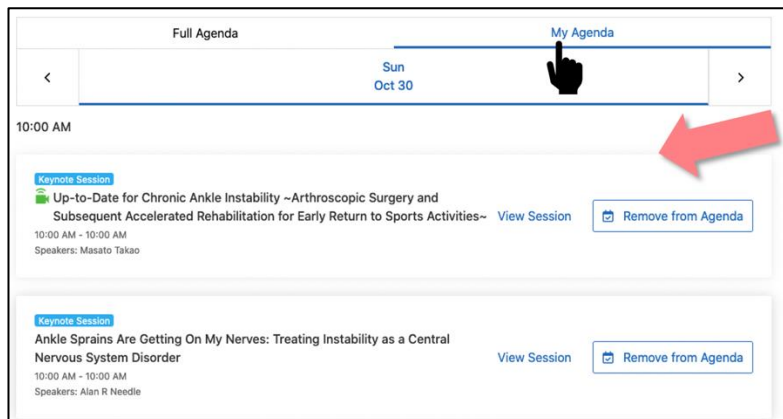 Full Agenda
My Agenda
Sun
Oct 30
10:00 AM
Keynote Session
Up-to-Date for Chronic Ankle Instability ~Arthroscopic Surgery and
Subsequent Accelerated Rehabilitation for Early Return to Sports Activities~
View Session
Remove from Agenda
10:00 AM - 10:00 AM
Speakers: Masato Takao
Keynote Session
Ankle Sprains Are Getting On My Nerves: Treating Instability as a Central
Nervous System Disorder
View Session
Remove from Agenda
10:00 AM - 10:00 AM
Speakers: Alan R Needle